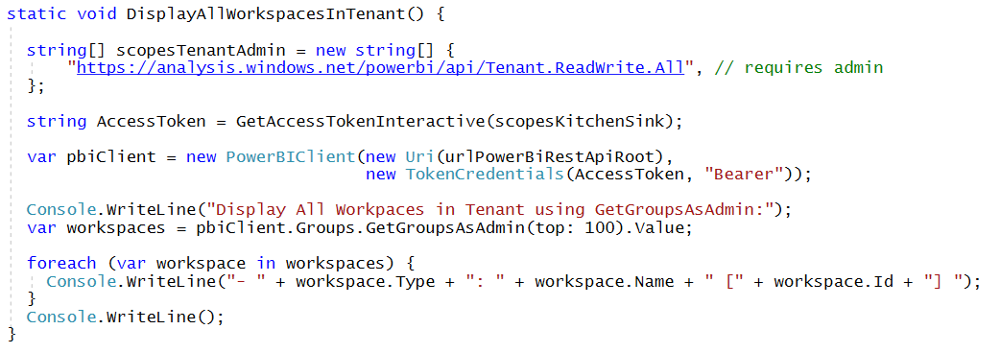 static void DisplayAllWorkspacesInTenant() {
string[] scopesTenantAdmin = new string[] {
"https://analysis.windows.net/powerbi/api/Tenant.ReadWrite.All", // requires admin
};
string AccessToken = GetAccessTokenInteractive(scopesKitchenSink);
var pbiClient = new PowerBIClient(new Uri(urlPowerBiRestApiRoot),
new TokenCredentials(AccessToken, "Bearer"));
Console.WriteLine("Display All Workpaces in Tenant using GetGroupsAsAdmin:");
var workspaces = pbiClient.Groups.GetGroupsAsAdmin(top: 100).Value;
foreach (var workspace in workspaces) {
Console.WriteLine("- " + workspace.Type + ": " + workspace.Name + " [" + workspace.Id + "] ");
}
Console.WriteLine();
}